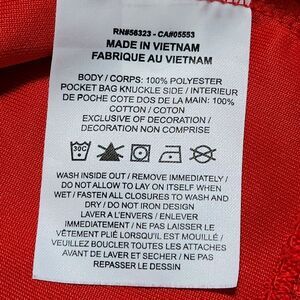 RN#56323 - CA#05553
MADE IN VIETNAM
FABRIQUE AU VIETNAM
BODY / CORPS: 100% POLYESTER
POCKET BAG KNUCKLE SIDE / INTERIEUR
DE POCHE COTE DOS DE LA MAIN: 100%
COTTON / COTON
EXCLUSIVE OF DECORATION /
DECORATION NON COMPRISE
30C
WASH INSIDE OUT / REMOVE IMMEDIATELY /
DO NOT ALLOW TO LAY ON ITSELF WHEN
WET / FASTEN ALL CLOSURES TO WASH AND
DRY / DO NOT IRON DESIGN
LAVER A L'ENVERS / ENLEVER
IMMEDIATEMENT / NE PAS LAISSER LE
VÊTEMENT PLIE LORSQU'IL EST MOUILLÉ /
VEUILLEZ BOUCLER TOUTES LES ATTACHES
AVANT DE LAVER ET SECHER / NE PAS
REPASSER LE DESSIN